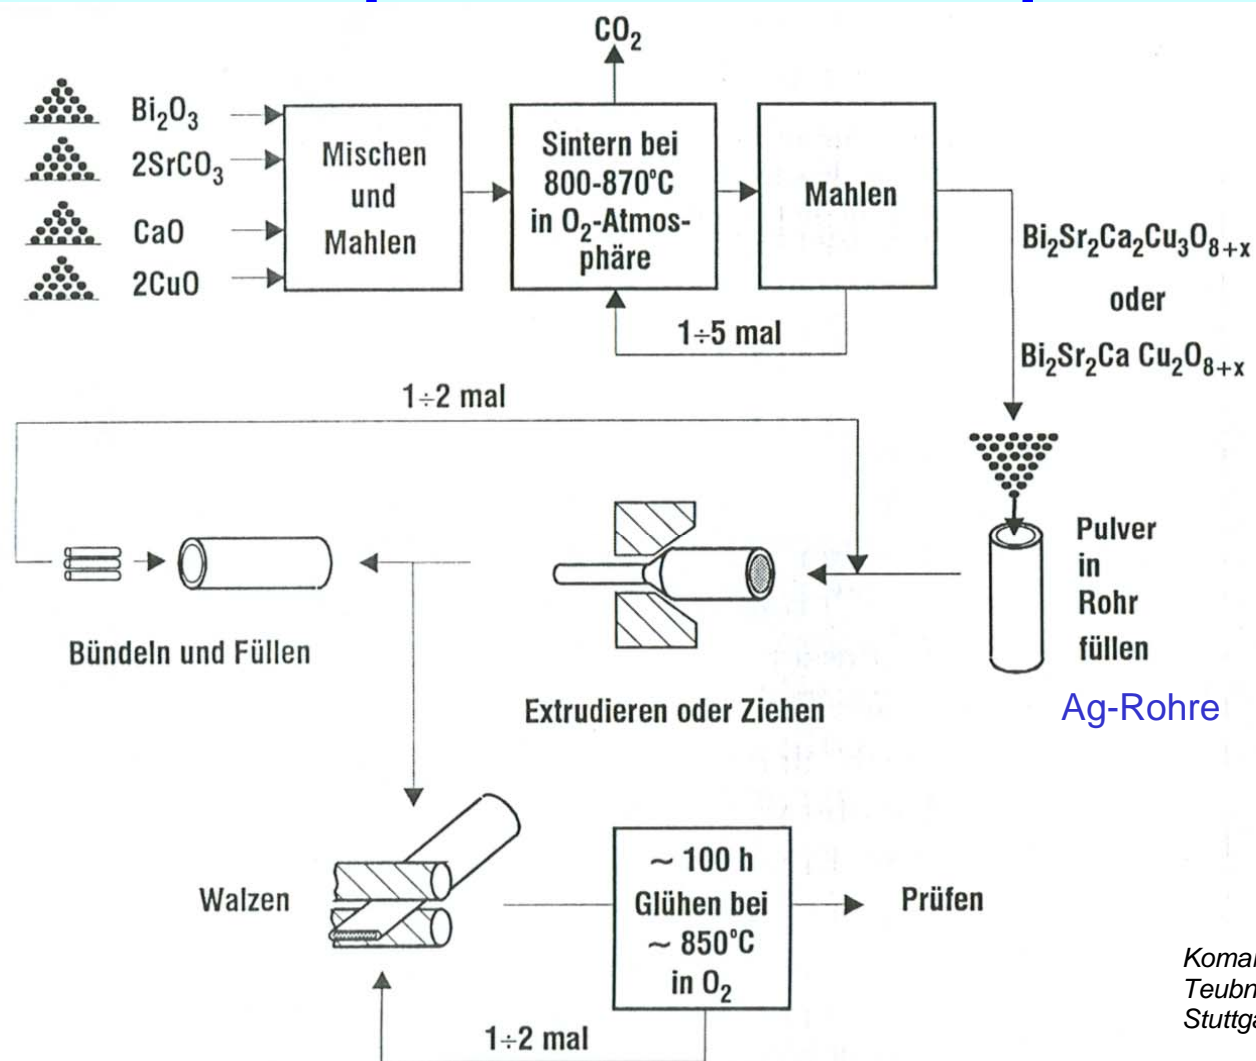 CO₂
Bi₂O₃
2SrCO₃
CaO
2CuO
Mischen
und
Mahlen
Sintern bei
800-870°C
in O₂-Atmos-
phäre
Mahlen
1÷5 mal
Bi₂Sr₂Ca₂Cu₃O₈₊ₓ
oder
Bi₂Sr₂Ca Cu₂O₈₊ₓ
1÷2 mal
Pulver
in
Rohr
füllen
Ag-Rohre
Bündeln und Füllen
Extrudieren oder Ziehen
Walzen
~ 100 h
Glühen bei
~ 850°C
in O₂
Prüfen
1÷2 mal